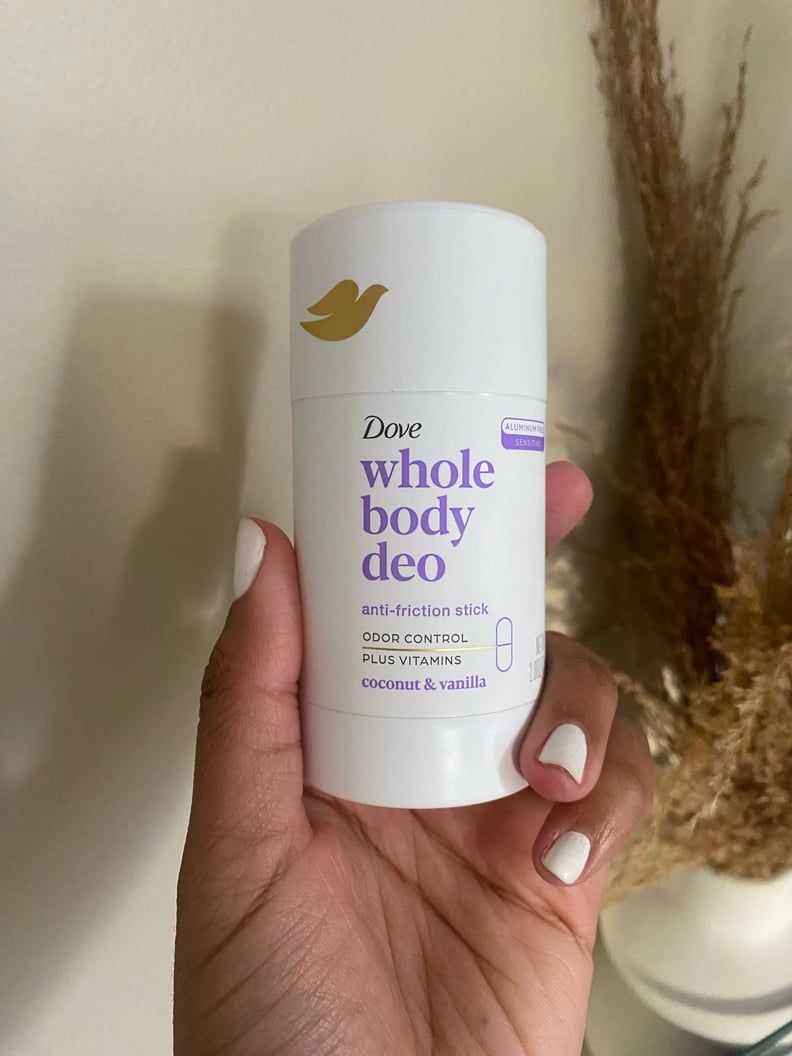 Dove
ALUMINUM FREE
SENSITIVE
whole
body
deo
anti-friction stick
ODOR CONTROL
PLUS VITAMINS
coconut & vanilla